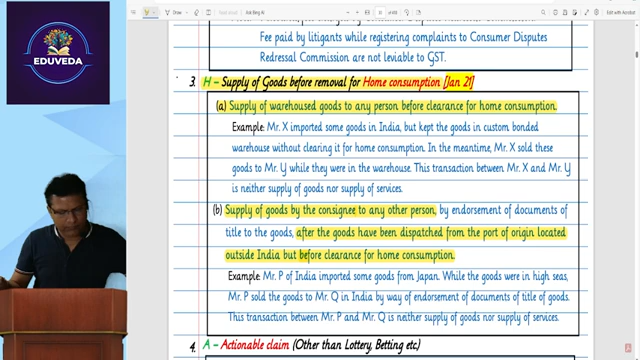 EDUVEDA
Ask Bing AI
Edit with Acrobat
Fee paid by litigants while registering complaints to Consumer Disputes
Redressal Commission are not leviable to GST.
3. H – Supply of Goods before removal for Home consumption [Jan 21]
(a) Supply of warehoused goods to any person before clearance for home consumption.
Example: Mr. X imported some goods in India, but kept the goods in custom bonded
warehouse without clearing it for home consumption. In the meantime, Mr. X sold these
goods to Mr. Y while they were in the warehouse. This transaction between Mr. X and Mr. Y
is neither supply of goods nor supply of services.
(b) Supply of goods by the consignee to any other person, by endorsement of documents of
title to the goods, after the goods have been dispatched from the port of origin located
outside India but before clearance for home consumption.
Example: Mr. P of India imported some goods from Japan. While the goods were in high seas,
Mr. P sold the goods to Mr. Q in India by way of endorsement of documents of title of goods.
This transaction between Mr. P and Mr. Q is neither supply of goods nor supply of services.
4. A – Actionable claim (Other than Lottery, Betting etc)